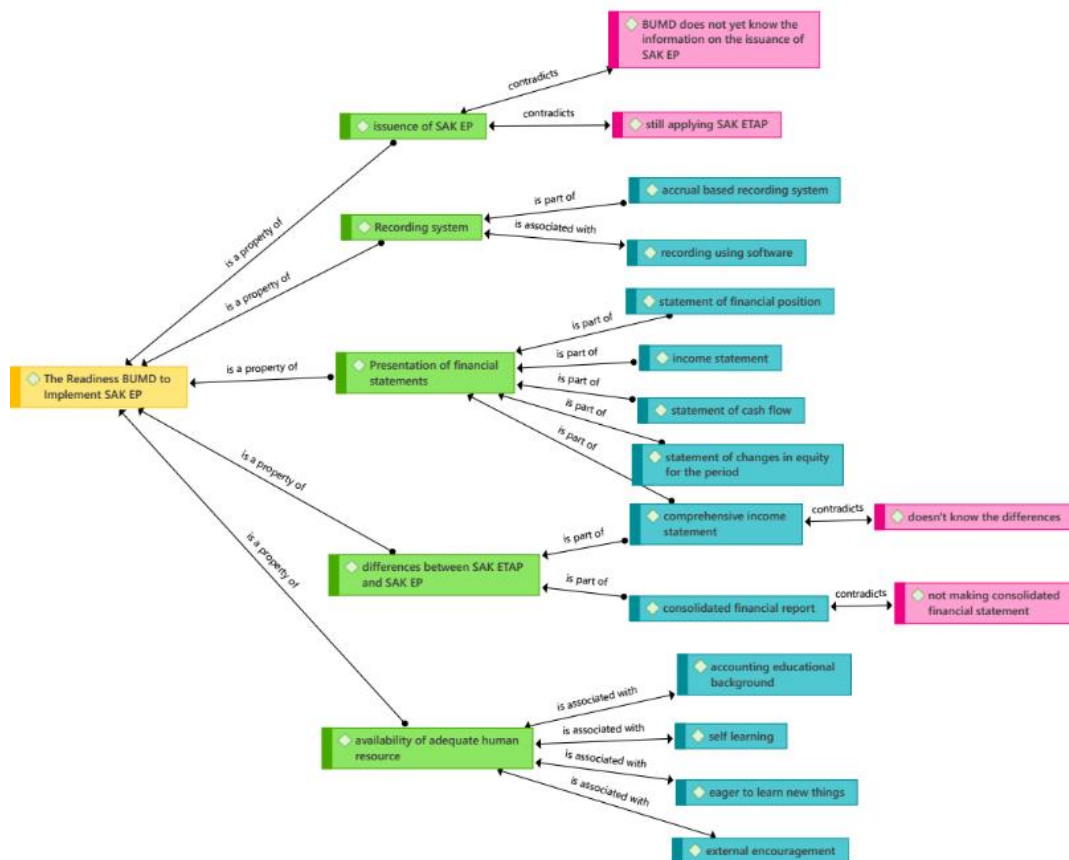 BUMD does not yet know the
information on the issuance of
SAK EP
contradicts
issuence of SAK EP
contradicts
still applying SAK ETAP
is a property of
accrual based recording system
is part of
Recording system
is associated with
recording using software
is a property of
statement of financial position
is part of
Presentation of financial
statements
is part of
income statement
is a property of
The Readiness BUMD to
Implement SAK EP
is part of
statement of cash flow
is part of
statement of changes in equity
for the period
is part of
is a property of
comprehensive income
statement
contradicts
doesn't know the differences
is part of
differences between SAK ETAP
and SAK EP
is part of
consolidated financial report
contradicts
not making consolidated
financial statement
is a property of
accounting educational
background
is associated with
availability of adequate human
resource
is associated with
self learning
is associated with
eager to learn new things
is associated with
external encouragement